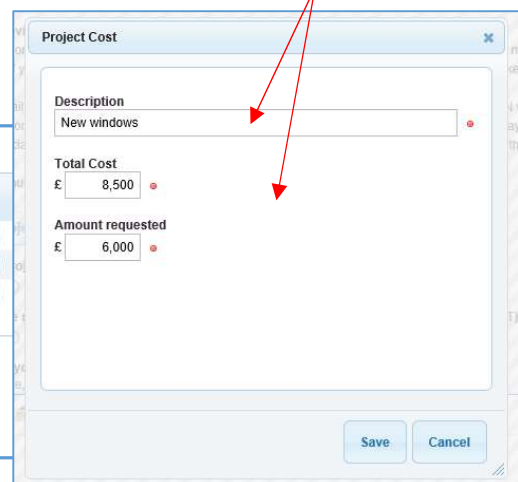 Project Cost
Description
New windows
Total Cost
£ 8,500
Amount requested
£ 6,000
Save Cancel